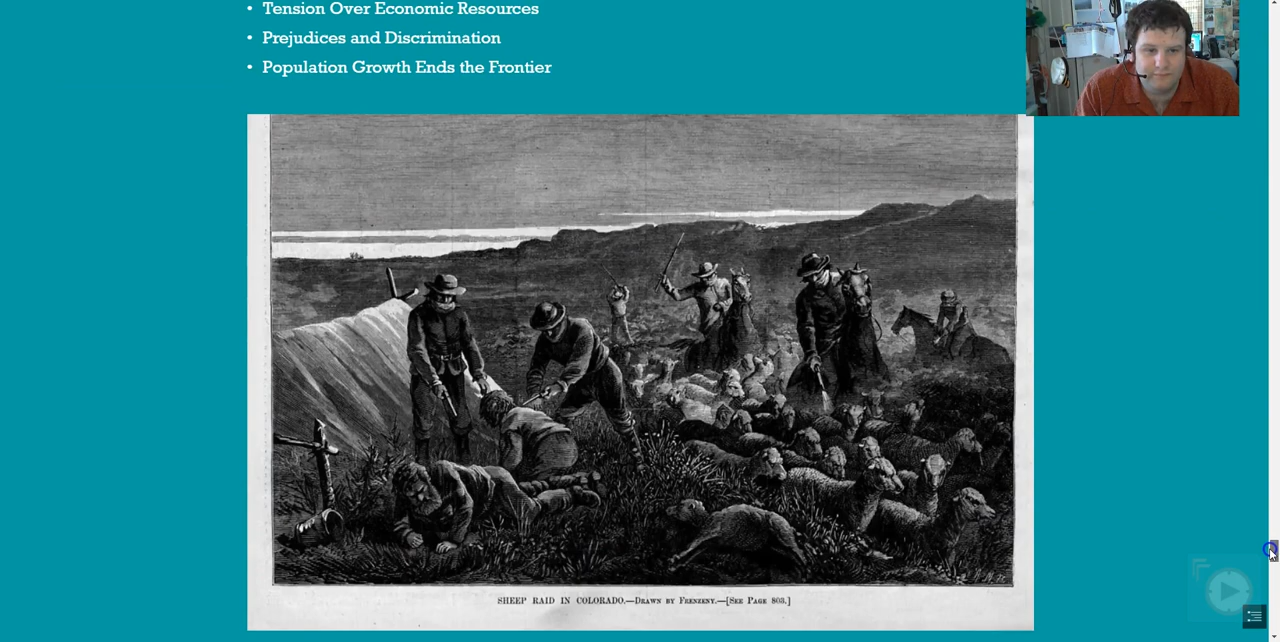 • Tension Over Economic Resources
• Prejudices and Discrimination
• Population Growth Ends the Frontier
SHEEP RAID IN COLORADO.—Drawn by Frenzeny.—[See Page 803.]